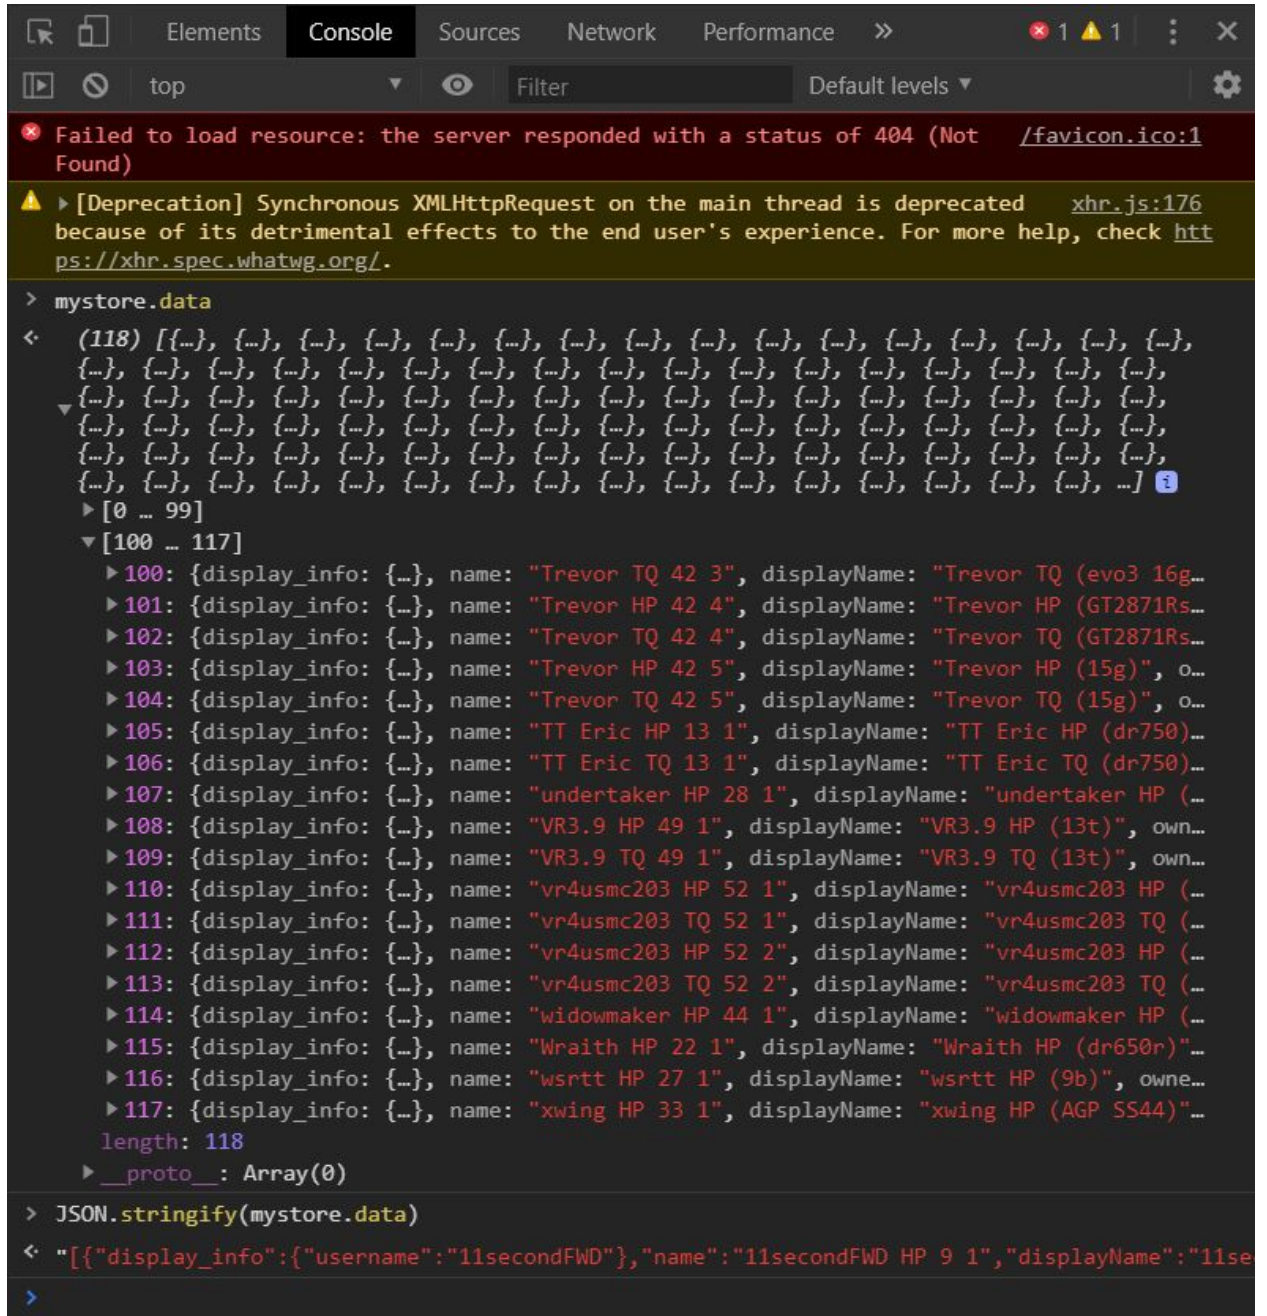 Elements Console Sources Network Performance » 1 1
top Filter Default levels ▼
Failed to load resource: the server responded with a status of 404 (Not /favicon.ico:1
Found)
[Deprecation] Synchronous XMLHttpRequest on the main thread is deprecated xhr.js:176
because of its detrimental effects to the end user's experience. For more help, check htt
ps://xhr.spec.whatwg.org/.
> mystore.data
(118) [{…}, {…}, {…}, {…}, {…}, {…}, {…}, {…}, {…}, {…}, {…}, {…}, {…}, {…}, {…}, {…},
{…}, {…}, {…}, {…}, {…}, {…}, {…}, {…}, {…}, {…}, {…}, {…}, {…}, {…}, {…}, {…}, {…},
{…}, {…}, {…}, {…}, {…}, {…}, {…}, {…}, {…}, {…}, {…}, {…}, {…}, {…}, {…}, {…}, {…},
{…}, {…}, {…}, {…}, {…}, {…}, {…}, {…}, {…}, {…}, {…}, {…}, {…}, {…}, {…}, {…}, {…},
{…}, {…}, {…}, {…}, {…}, {…}, {…}, {…}, {…}, {…}, {…}, {…}, {…}, {…}, {…}, {…}, {…},
{…}, {…}, {…}, {…}, {…}, {…}, {…}, {…}, {…}, {…}, {…}, {…}, {…}, {…}, {…}, {…}, …] i
▶[0 … 99]
▼[100 … 117]
▶100: {display_info: {…}, name: "Trevor TQ 42 3", displayName: "Trevor TQ (evo3 16g…
▶101: {display_info: {…}, name: "Trevor HP 42 4", displayName: "Trevor HP (GT2871Rs…
▶102: {display_info: {…}, name: "Trevor TQ 42 4", displayName: "Trevor TQ (GT2871Rs…
▶103: {display_info: {…}, name: "Trevor HP 42 5", displayName: "Trevor HP (15g)", o…
▶104: {display_info: {…}, name: "Trevor TQ 42 5", displayName: "Trevor TQ (15g)", o…
▶105: {display_info: {…}, name: "TT Eric HP 13 1", displayName: "TT Eric HP (dr750)…
▶106: {display_info: {…}, name: "TT Eric TQ 13 1", displayName: "TT Eric TQ (dr750)…
▶107: {display_info: {…}, name: "undertaker HP 28 1", displayName: "undertaker HP (…
▶108: {display_info: {…}, name: "VR3.9 HP 49 1", displayName: "VR3.9 HP (13t)", own…
▶109: {display_info: {…}, name: "VR3.9 TQ 49 1", displayName: "VR3.9 TQ (13t)", own…
▶110: {display_info: {…}, name: "vr4usmc203 HP 52 1", displayName: "vr4usmc203 HP (…
▶111: {display_info: {…}, name: "vr4usmc203 TQ 52 1", displayName: "vr4usmc203 TQ (…
▶112: {display_info: {…}, name: "vr4usmc203 HP 52 2", displayName: "vr4usmc203 HP (…
▶113: {display_info: {…}, name: "vr4usmc203 TQ 52 2", displayName: "vr4usmc203 TQ (…
▶114: {display_info: {…}, name: "widowmaker HP 44 1", displayName: "widowmaker HP (…
▶115: {display_info: {…}, name: "Wraith HP 22 1", displayName: "Wraith HP (dr650r)"…
▶116: {display_info: {…}, name: "wsrtt HP 27 1", displayName: "wsrtt HP (9b)", owne…
▶117: {display_info: {…}, name: "xwing HP 33 1", displayName: "xwing HP (AGP SS44)"…
length: 118
▶__proto__: Array(0)
> JSON.stringify(mystore.data)
"[{"display_info":{"username":"11secondFWD"},"name":"11secondFWD HP 9 1","displayName":"11se
>